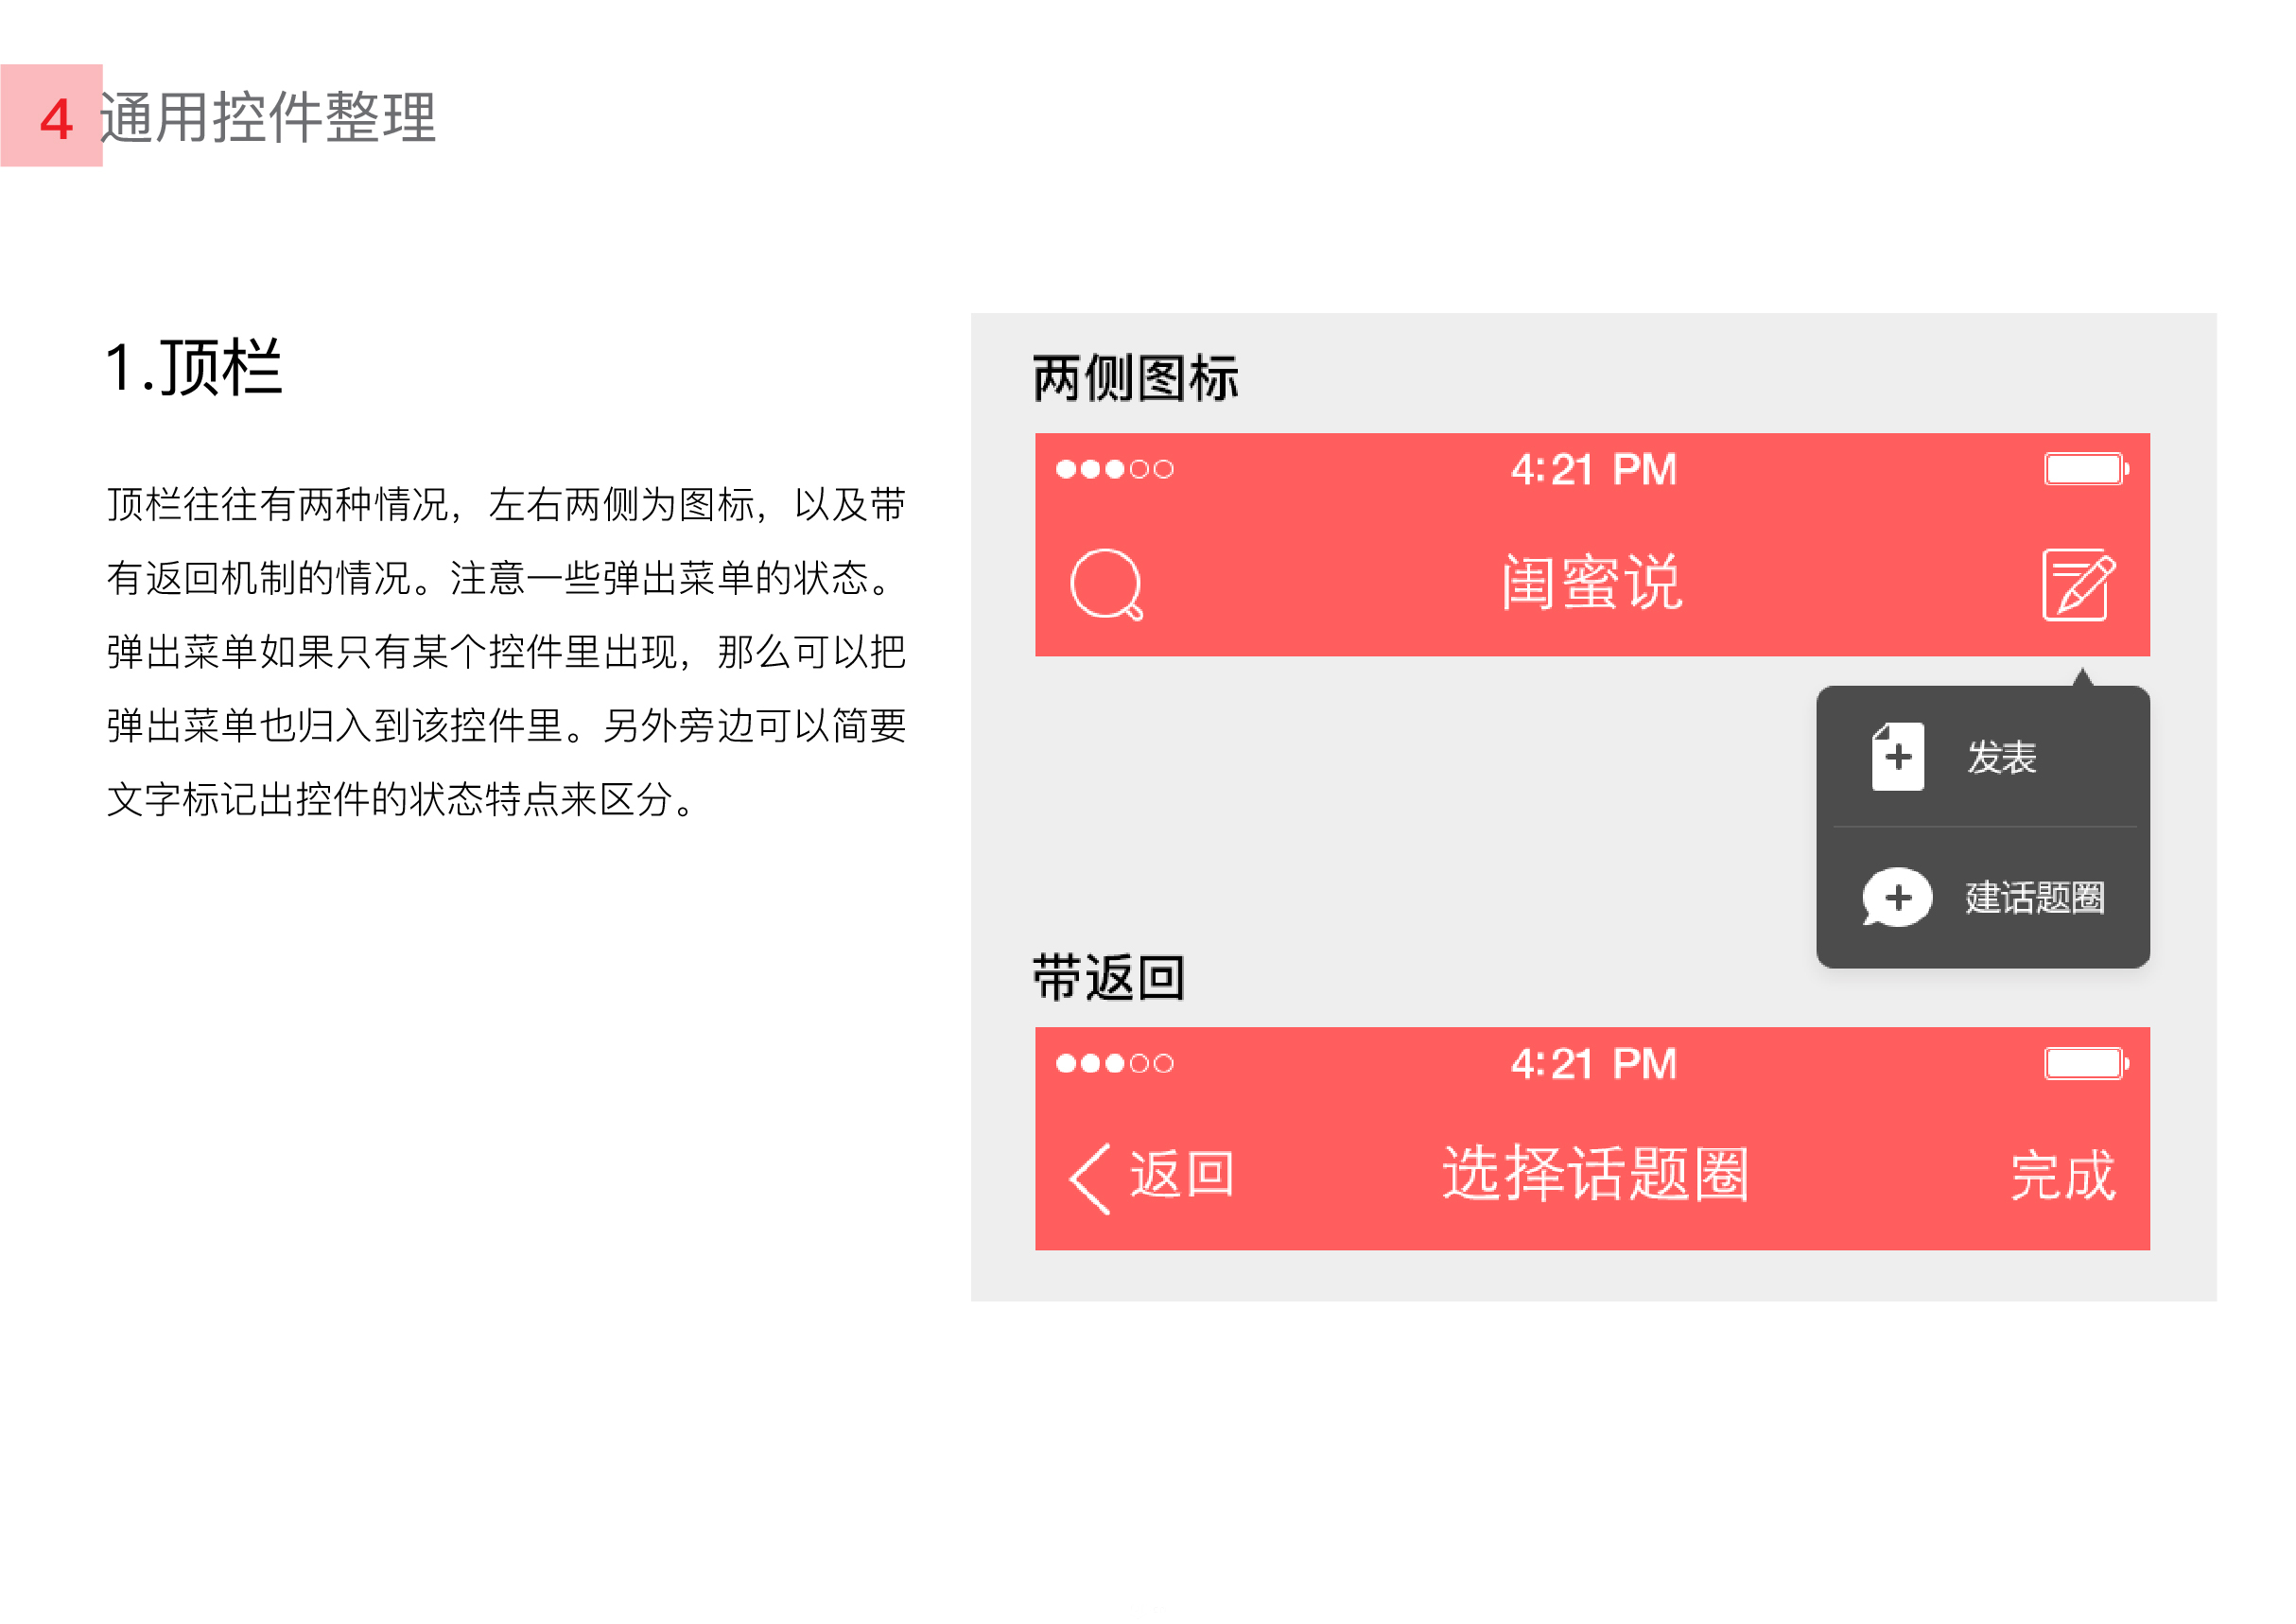 4 通用控件整理
1.顶栏
顶栏往往有两种情况，左右两侧为图标，以及带
有返回机制的情况。注意一些弹出菜单的状态。
弹出菜单如果只有某个控件里出现，那么可以把
弹出菜单也归入到该控件里。另外旁边可以简要
文字标记出控件的状态特点来区分。
两侧图标
4:21 PM
闺蜜说
发表
建话题圈
带返回
4:21 PM
返回 选择话题圈 完成